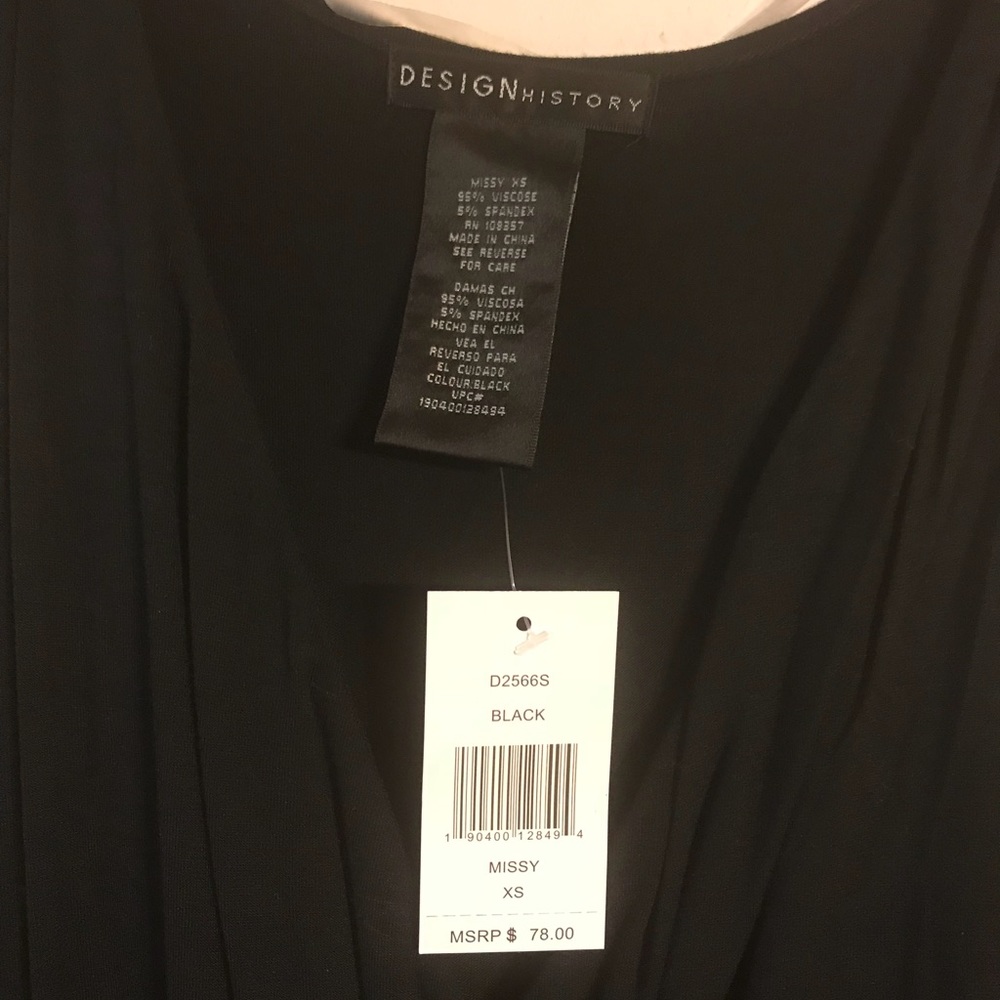 DESIGNHISTORY
MISSY XS
95% VISCOSE
5% SPANDEX
RN 109357
MADE IN CHINA
SEE REVERSE
FOR CARE
DAMAS CH
95% VISCOSA
5% SPANDEX
HECHO EN CHINA
VEA EL
REVERSO PARA
EL CUIDADO
COLOUR:BLACK
UPC#
190400128494
D2566S
BLACK
1 90400 12849 4
MISSY
XS
MSRP $ 78.00